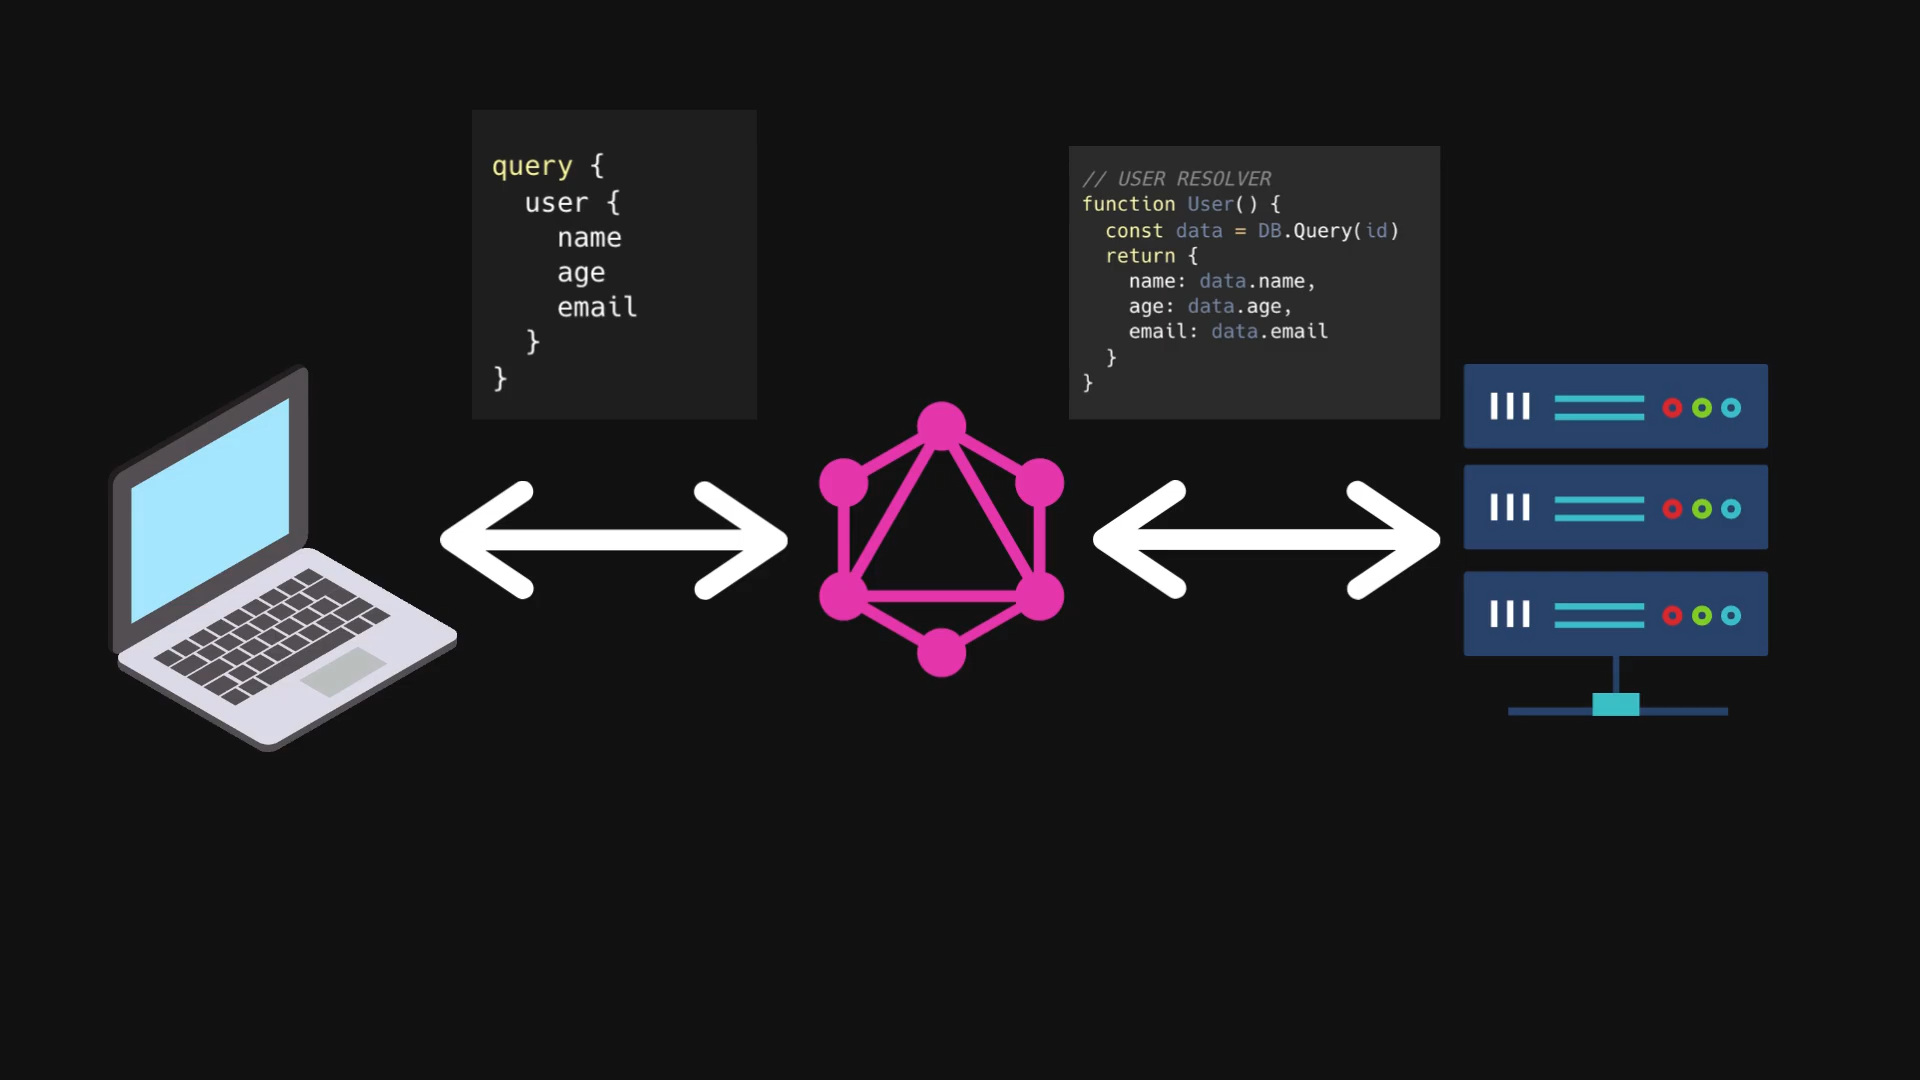 query {
  user {
    name
    age
    email
  }
}
// USER RESOLVER
function User() {
  const data = DB.Query(id)
  return {
    name: data.name,
    age: data.age,
    email: data.email
  }
}